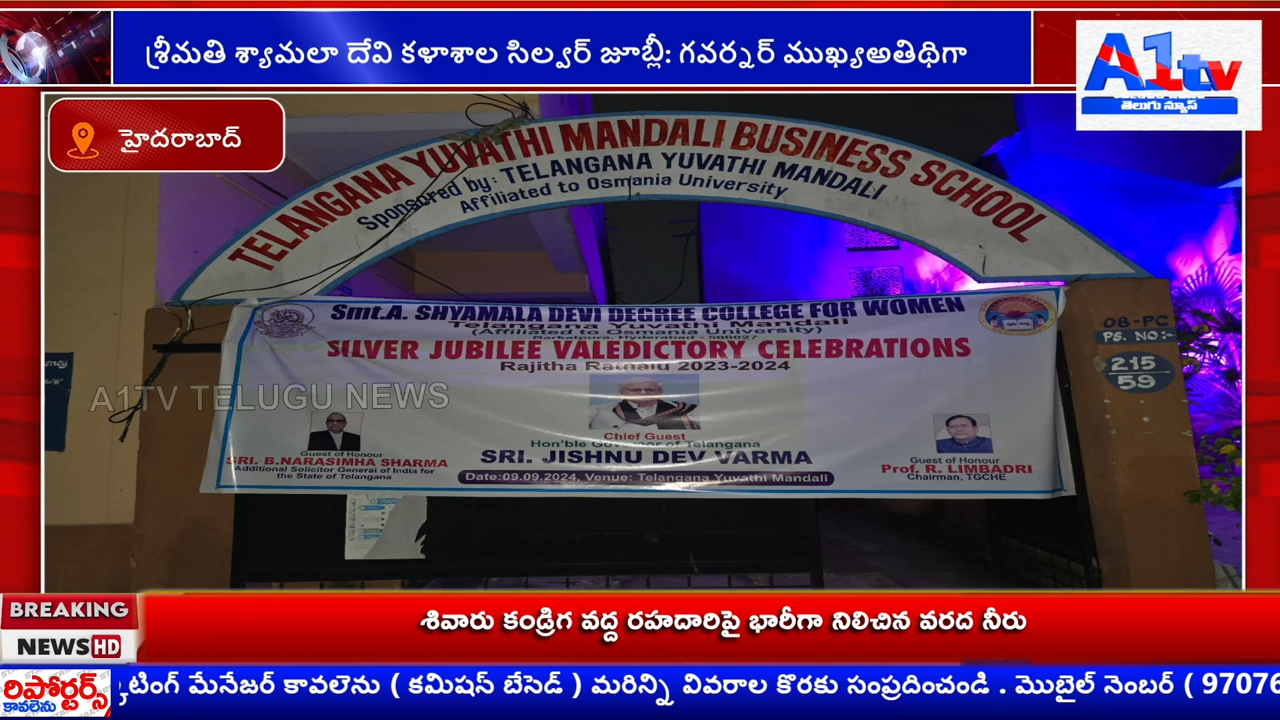 శ్రీమతి శ్యామలా దేవి కళాశాల సిల్వర్ జూబ్లీ: గవర్నర్ ముఖ్యఅతిథిగా
A1tv
తెలుగు న్యూస్
హైదరాబాద్
TELANGANA YUVATHI MANDALI BUSINESS SCHOOL
Sponsored by: TELANGANA YUVATHI MANDALI
Affiliated to Osmania University
Smt.A. SHYAMALA DEVI DEGREE COLLEGE FOR WOMEN
Telangana Yuvathi Mandali
(Affiliated to Osmania University)
Barkatpura, Hyderabad - 500027
SILVER JUBILEE VALEDICTORY CELEBRATIONS
Rajitha Ratnalu 2023-2024
Chief Guest
Hon'ble Governor of Telangana
SRI. JISHNU DEV VARMA
Guest of Honour
SRI. B.NARASIMHA SHARMA
Additional Solicitor General of India for
the State of Telangana
Guest of Honour
Prof. R. LIMBADRI
Chairman, TGCHE
Date:09.09.2024, Venue: Telangana Yuvathi Mandali
08-PC
PS. NO:-
215
59
A1TV TELUGU NEWS
BREAKING
NEWS HD
శివారు కండ్రిగ వద్ద రహదారిపై భారీగా నిలిచిన వరద నీరు
రిపోర్టర్స్
కావలెను
మేనేజర్ కావలెను ( కమిషన్ బేసెడ్ ) మరిన్ని వివరాల కొరకు సంప్రదించండి . మొబైల్ నెంబర్ ( 97076